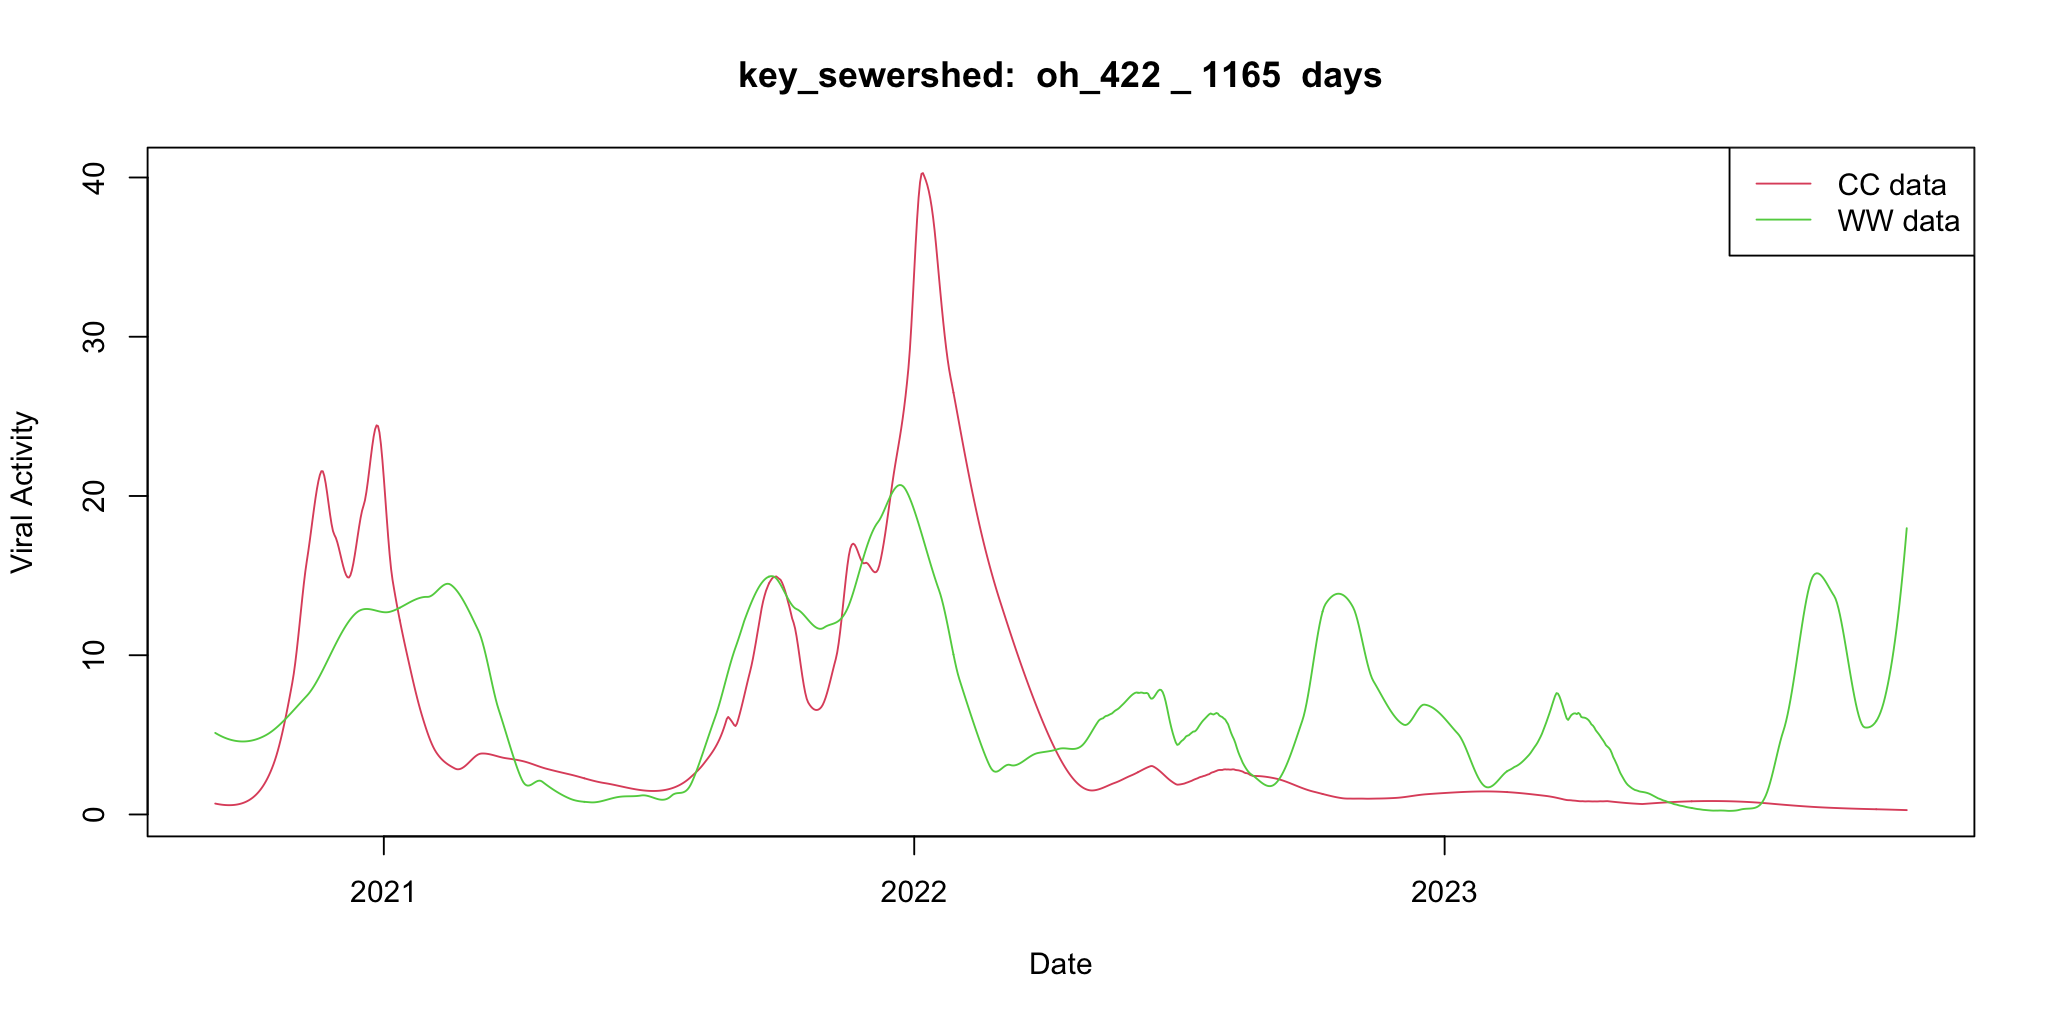 key_sewershed:  oh_422 _ 1165  days
CC data
WW data
Viral Activity
40
30
20
10
0
2021
2022
2023
Date